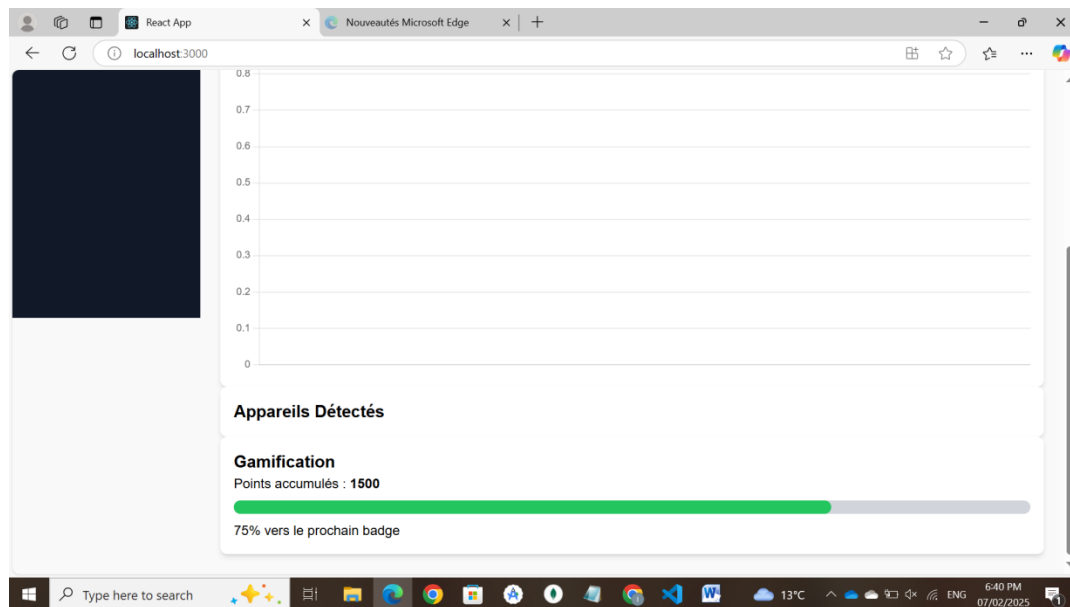 React App
Nouveautés Microsoft Edge
localhost:3000
0.8
0.7
0.6
0.5
0.4
0.3
0.2
0.1
0
Appareils Détectés
Gamification
Points accumulés : 1500
75% vers le prochain badge
Type here to search
13°C
ENG
6:40 PM
07/02/2025
1